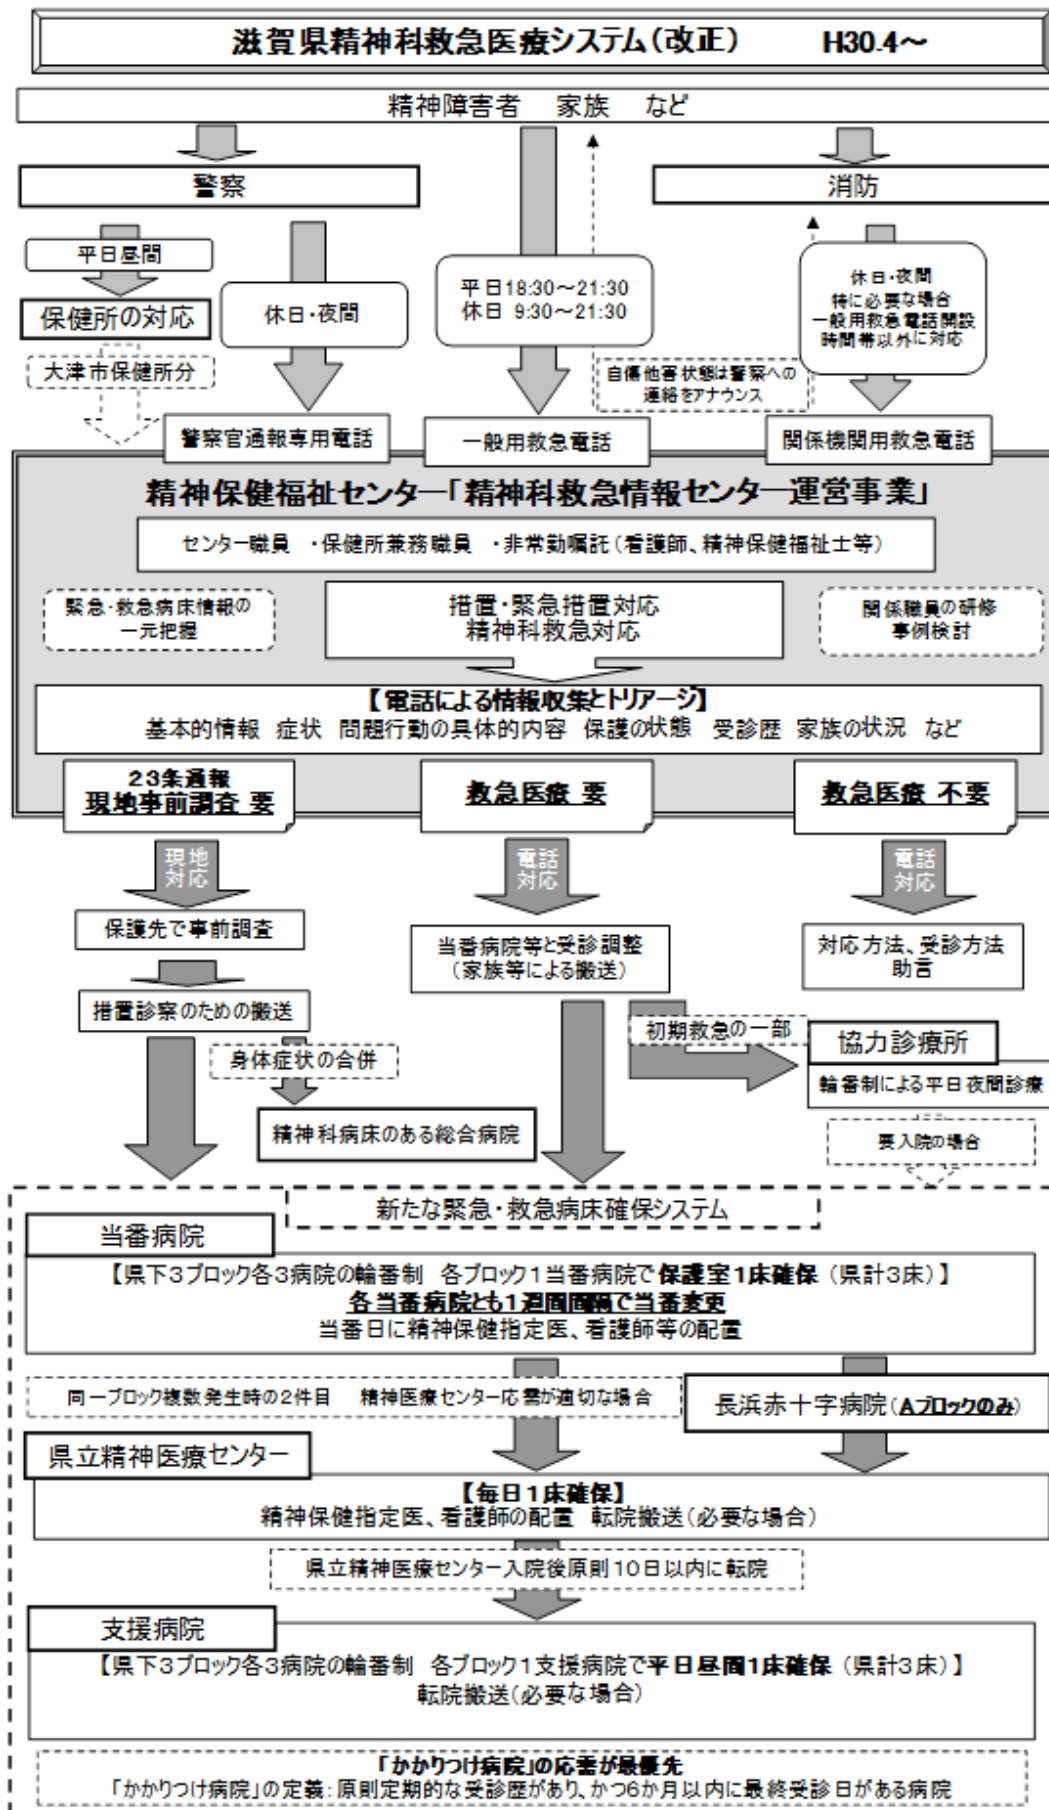 滋賀県精神科救急医療システム(改正)　H30.4～
精神障害者　家族　など
警察
消防
平日昼間
保健所の対応
大津市保健所分
休日・夜間
平日18:30～21:30
休日 9:30～21:30
休日・夜間
特に必要な場合
一般用救急電話開設
時間帯以外に対応
自傷他害状態は警察への
連絡をアナウンス
警察官通報専用電話
一般用救急電話
関係機関用救急電話
精神保健福祉センター「精神科救急情報センター運営事業」
センター職員　・保健所兼務職員　・非常勤嘱託(看護師、精神保健福祉士等)
緊急・救急病床情報の
一元把握
措置・緊急措置対応
精神科救急対応
関係職員の研修
事例検討
【電話による情報収集とトリアージ】
基本的情報　症状　問題行動の具体的内容　保護の状態　受診歴　家族の状況　など
23条通報
現地事前調査 要
救急医療 要
救急医療 不要
現地
対応
電話
対応
電話
対応
保護先で事前調査
当番病院等と受診調整
(家族等による搬送)
対応方法、受診方法
助言
措置診察のための搬送
身体症状の合併
初期救急の一部
協力診療所
輪番制による平日夜間診療
精神科病床のある総合病院
要入院の場合
新たな緊急・救急病床確保システム
当番病院
【県下3ブロック各3病院の輪番制　各ブロック1当番病院で保護室1床確保（県計3床）】
各当番病院とも1週間間隔で当番変更
当番日に精神保健指定医、看護師等の配置
同一ブロック複数発生時の2件目　精神医療センター応需が適切な場合
長浜赤十字病院(Aブロックのみ)
県立精神医療センター
【毎日1床確保】
精神保健指定医、看護師の配置　転院搬送(必要な場合)
県立精神医療センター入院後原則10日以内に転院
支援病院
【県下3ブロック各3病院の輪番制　各ブロック1支援病院で平日昼間1床確保（県計3床）】
転院搬送(必要な場合)
「かかりつけ病院」の応需が最優先
「かかりつけ病院」の定義：原則定期的な受診歴があり、かつ6か月以内に最終受診日がある病院